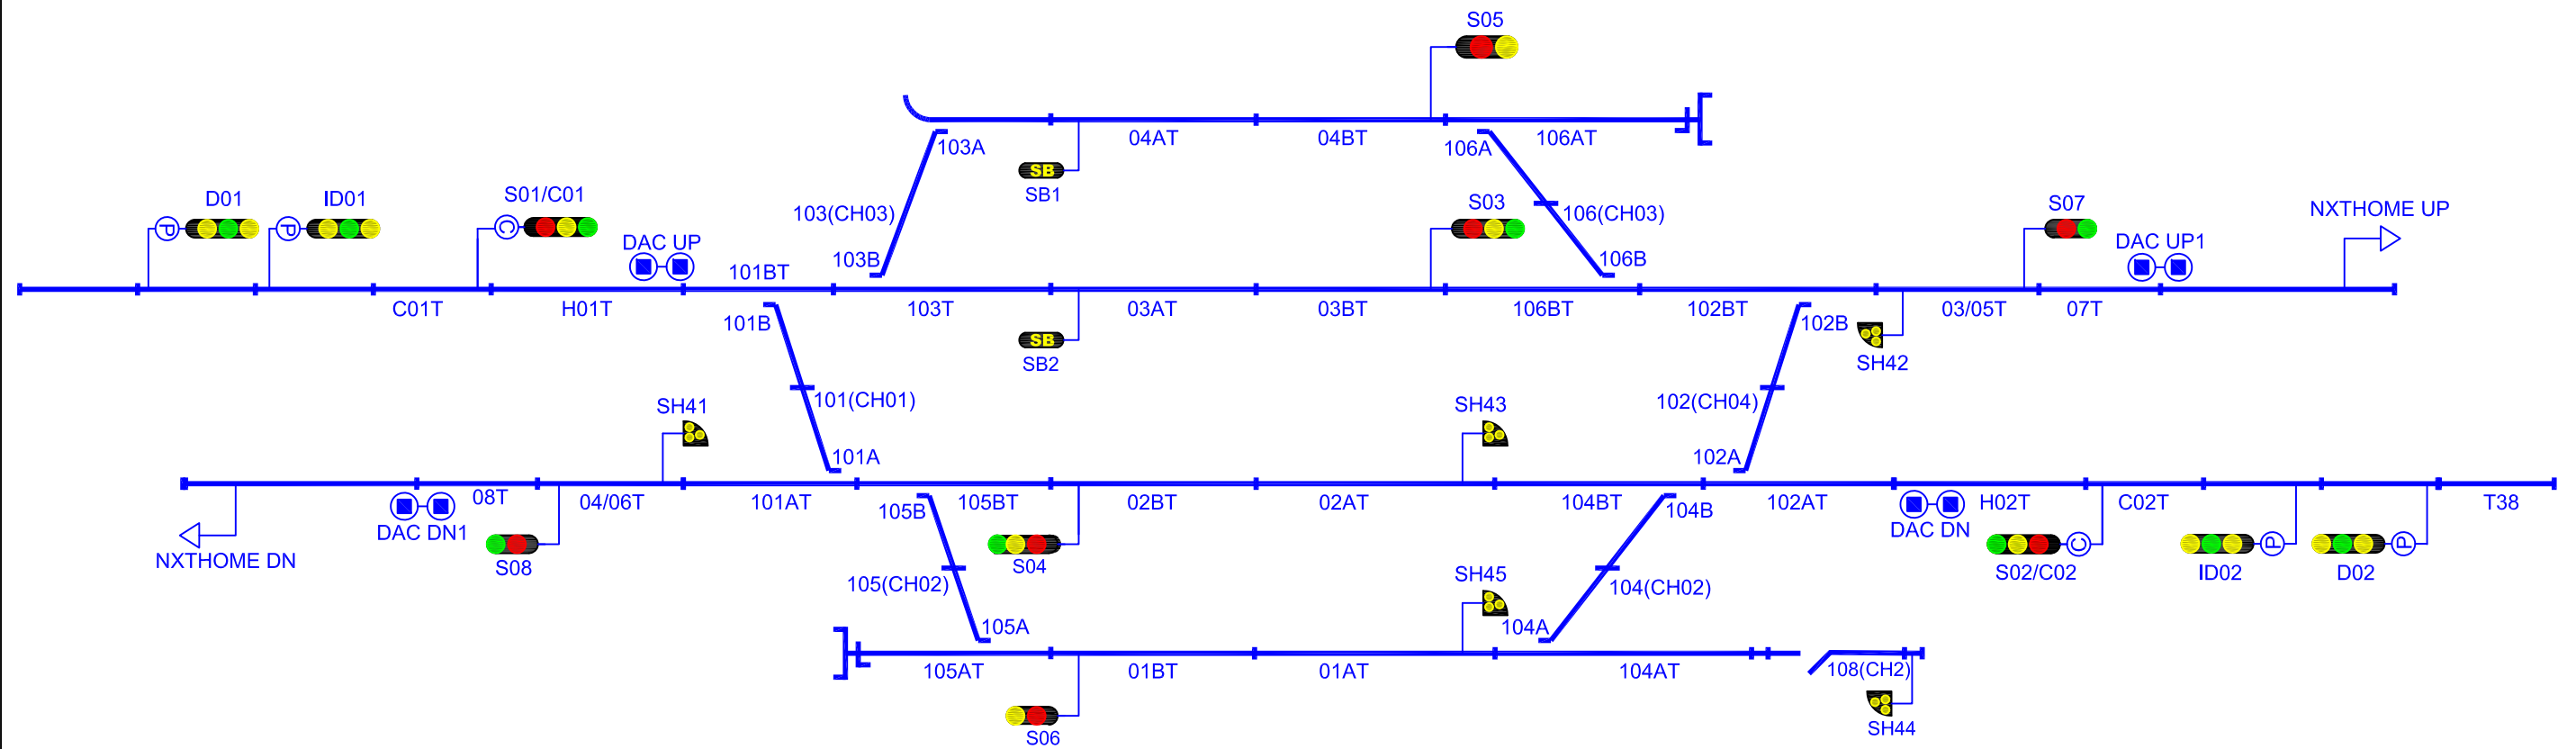 S05
103A
04AT
04BT
106A
106AT
SB
SB1
D01
ID01
S01/C01
103(CH03)
S03
106(CH03)
S07
NXTHOME UP
P
P
C
DAC UP
DAC UP1
103B
106B
101BT
C01T
H01T
101B
103T
03AT
03BT
106BT
102BT
102B
03/05T
07T
SB
SB2
SH42
SH41
101(CH01)
SH43
102(CH04)
101A
102A
08T
04/06T
101AT
105B
105BT
02BT
02AT
104BT
104B
102AT
H02T
C02T
T38
DAC DN1
DAC DN
NXTHOME DN
S08
S04
C
P
P
S02/C02
ID02
D02
105(CH02)
SH45
104(CH02)
105A
104A
105AT
01BT
01AT
104AT
108(CH2)
S06
SH44